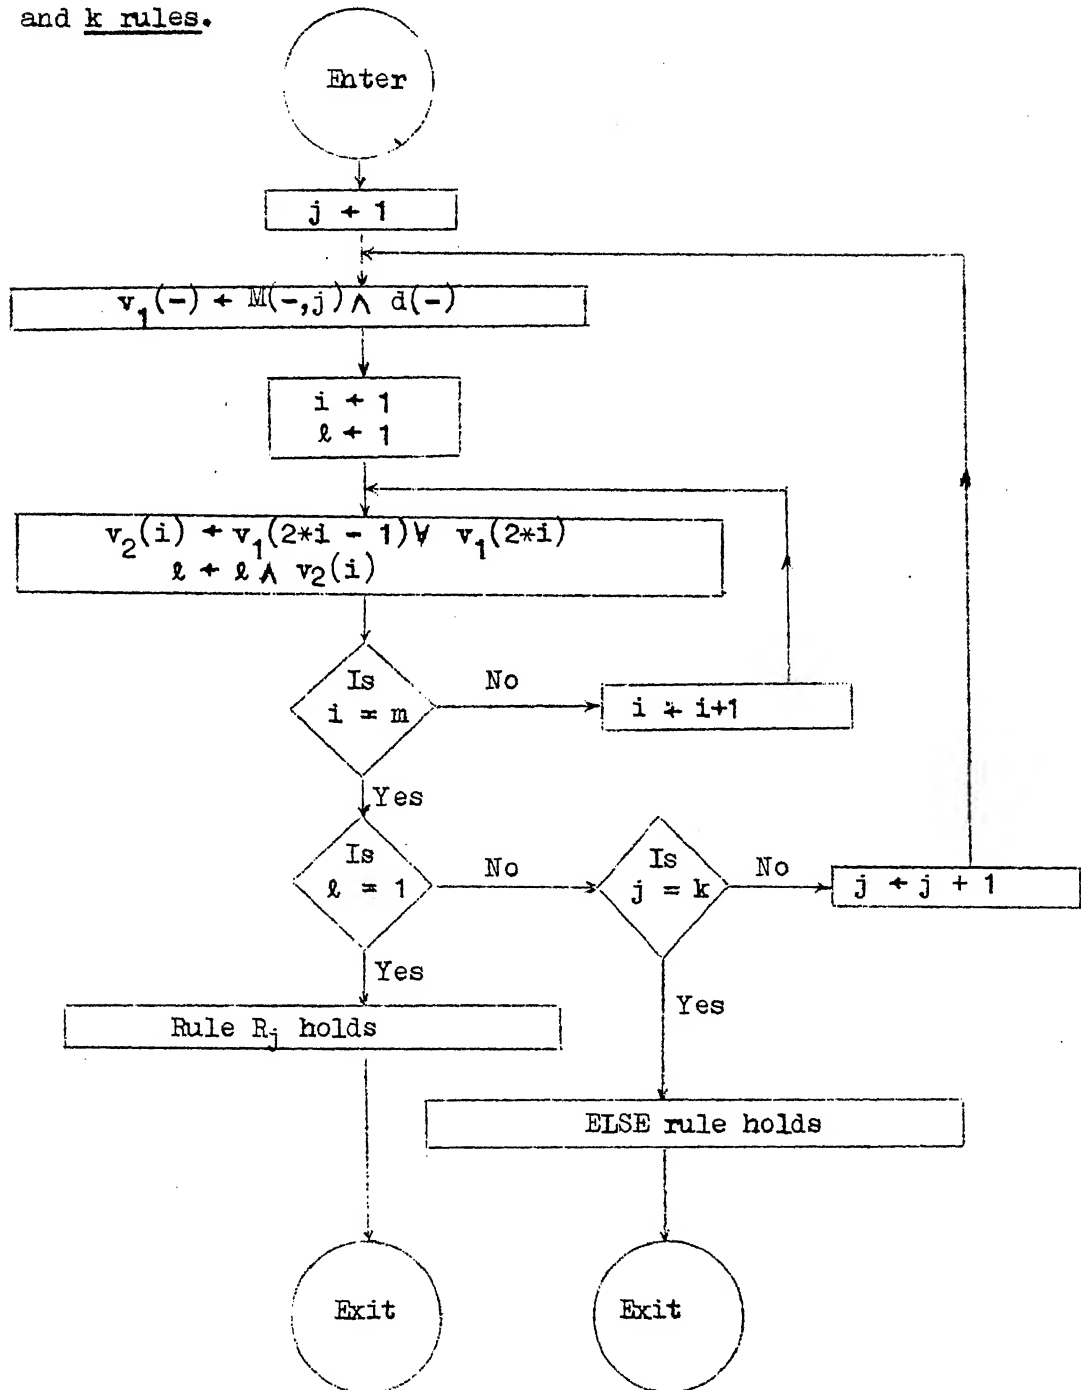 and k rules.
Enter
j ← 1
v₁(-) ← M(-,j) ∧ d(-)
i ← 1
ℓ ← 1
v₂(i) ← v₁(2*i - 1) ∀ v₁(2*i)
ℓ ← ℓ ∧ v₂(i)
Is
i = m
No
i ← i+1
Yes
Is
ℓ = 1
No
Is
j = k
No
j ← j + 1
Yes
Yes
Rule Rⱼ holds
ELSE rule holds
Exit
Exit